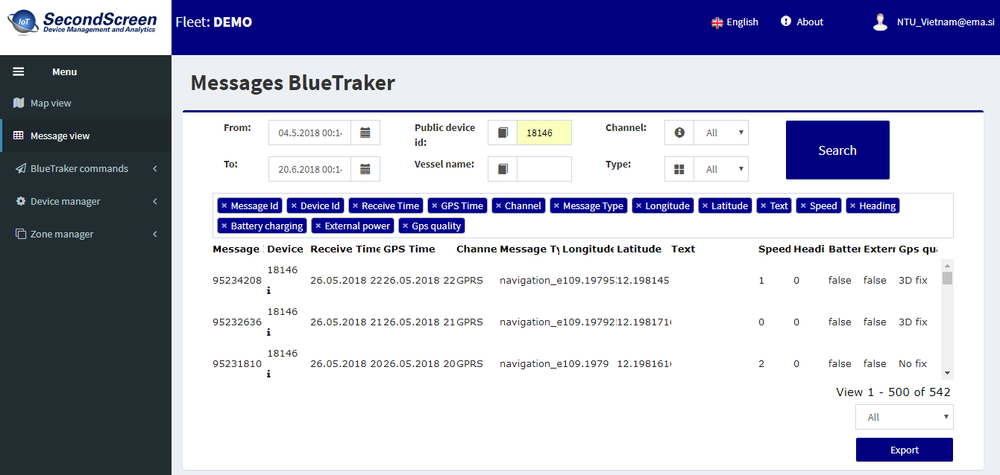 IoT SecondScreen
Device Management and Analytics
Fleet: DEMO
English
About
NTU_Vietnam@ema.si
Menu
Map view
Message view
BlueTraker commands
Device manager
Zone manager
Messages BlueTraker
From: 04.5.2018 00:1 Public device id: 18146 Channel: All
Search
To: 20.6.2018 00:1 Vessel name: Type: All
× Message Id × Device Id × Receive Time × GPS Time × Channel × Message Type × Longitude × Latitude × Text × Speed × Heading
× Battery charging × External power × Gps quality
Message Device Receive Time GPS Time Channe Message Ty Longitude Latitude Text Speed Headi Batter Extern Gps qu
95234208 18146 26.05.2018 22 26.05.2018 22 GPRS navigation_e 109.19795 12.198145 1 0 false false 3D fix
95232636 18146 26.05.2018 21 26.05.2018 21 GPRS navigation_e 109.19792 12.198171 0 0 false false 3D fix
95231810 18146 26.05.2018 20 26.05.2018 20 GPRS navigation_e 109.1979 12.198161 2 0 false false No fix
View 1 - 500 of 542
All
Export